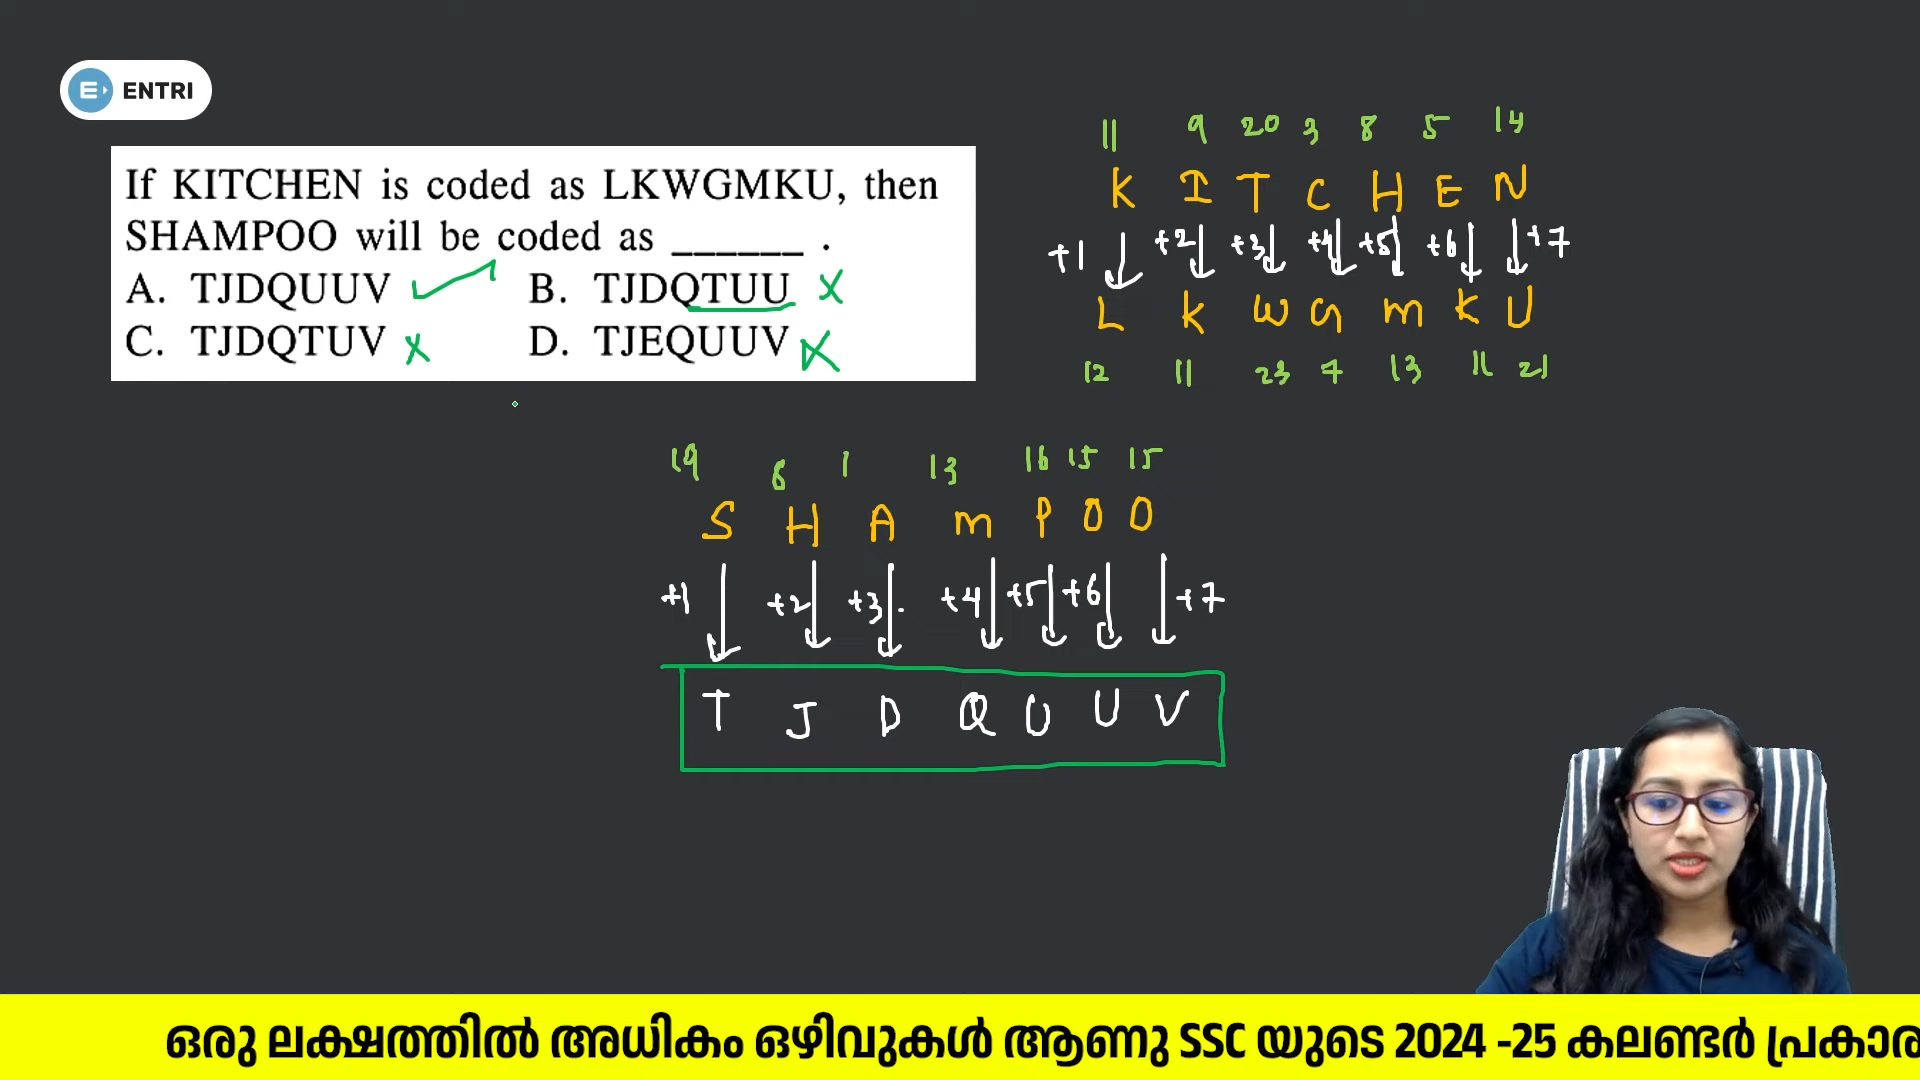 ENTRI
If KITCHEN is coded as LKWGMKU, then
SHAMPOO will be coded as ______ .
A. TJDQUUV
B. TJDQTUU
C. TJDQTUV
D. TJEQUUV
11 9 20 3 8 5 14
K I T C H E N
+1 +2 +3 +4 +5 +6 +7
L K W G M K U
12 11 23 7 13 11 21
19 8 1 13 16 15 15
S H A M P O O
+1 +2 +3 +4 +5 +6 +7
T J D Q U U V
ഒരു ലക്ഷത്തിൽ അധികം ഒഴിവുകൾ ആണു SSC യുടെ 2024 -25 കലണ്ടർ പ്രകാര